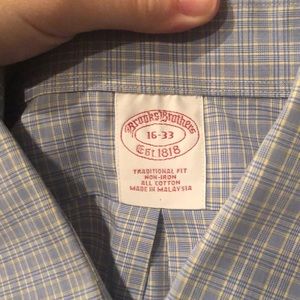 Brooks Brothers
16-33
Est. 1818
TRADITIONAL FIT
NON-IRON
ALL COTTON
MADE IN MALAYSIA